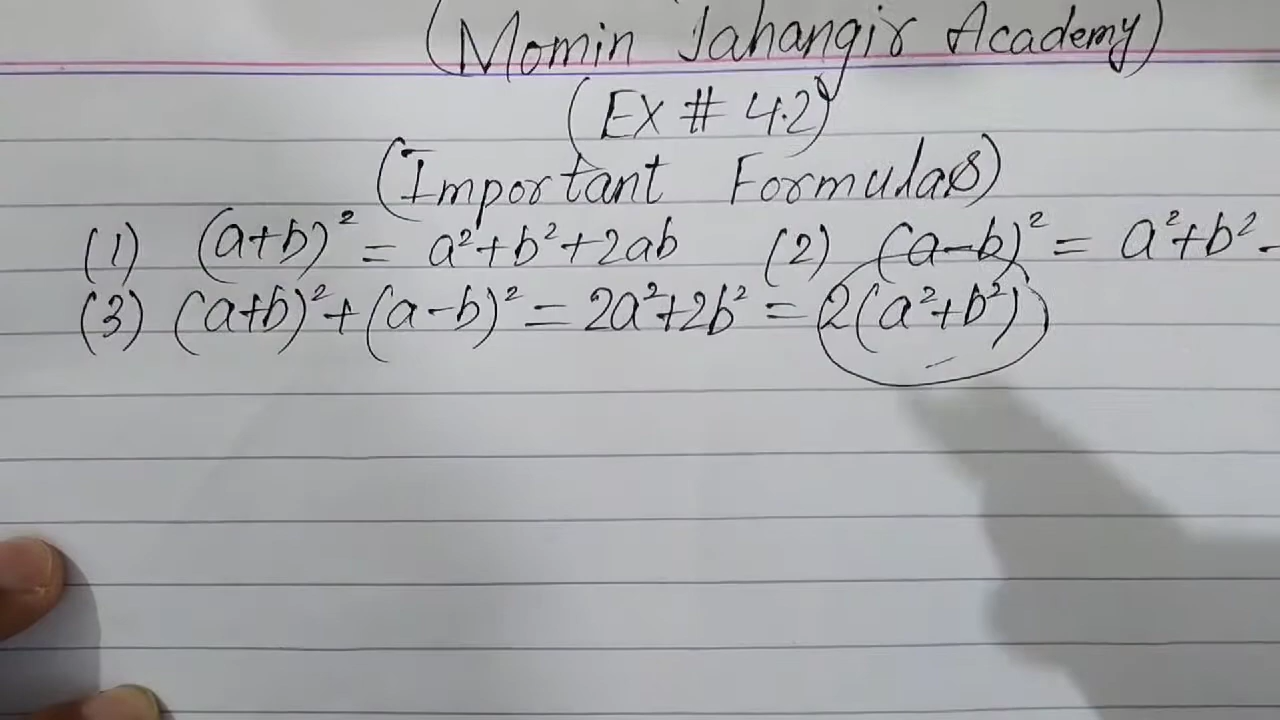 (Momin Jahangir Academy)
(EX # 4.2)
(Important Formulas)
(1) (a+b)² = a²+b²+2ab (2) (a-b)² = a²+b²-
(3) (a+b)²+(a-b)² = 2a²+2b² = 2(a²+b²)